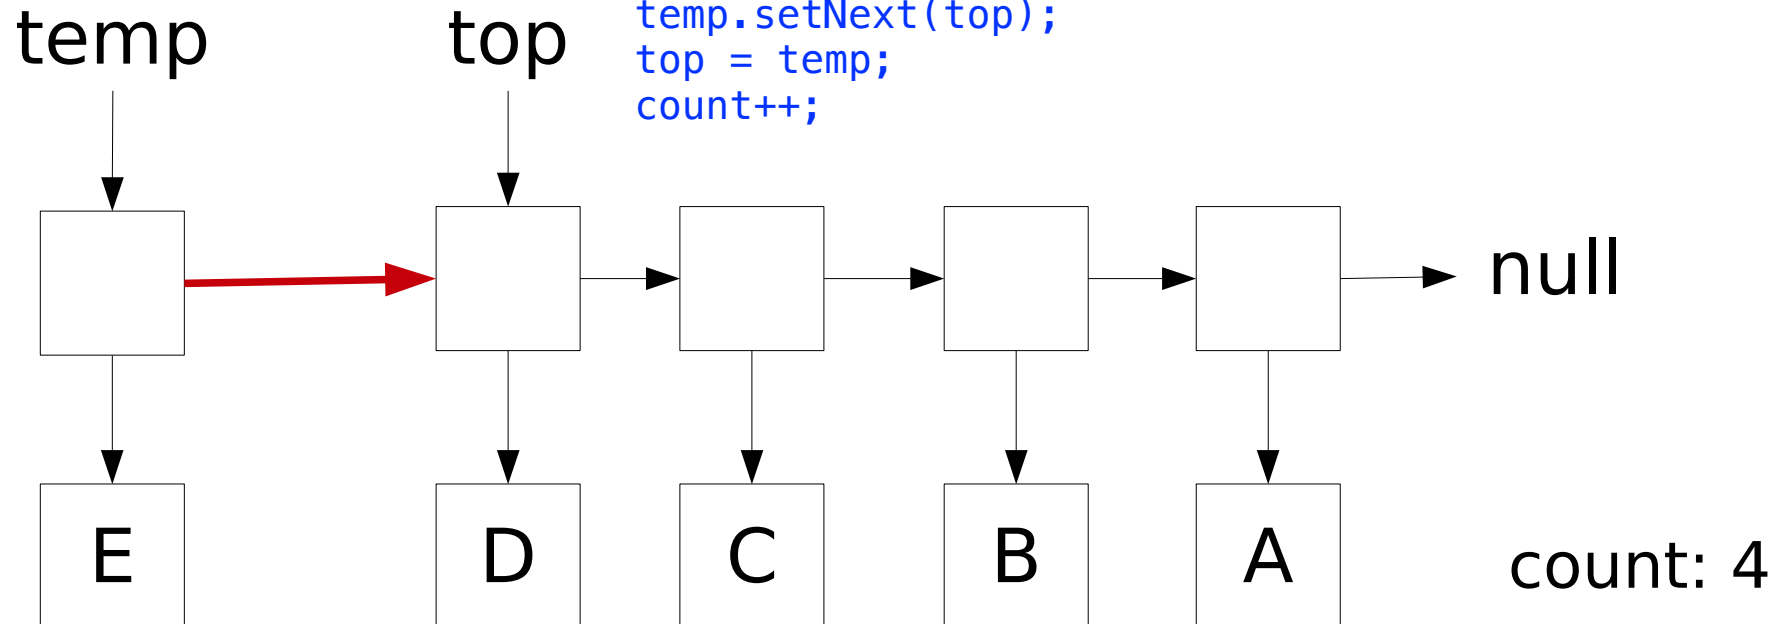 temp
top
temp.setNext(top);
top = temp;
count++;
null
E
D
C
B
A
count: 4